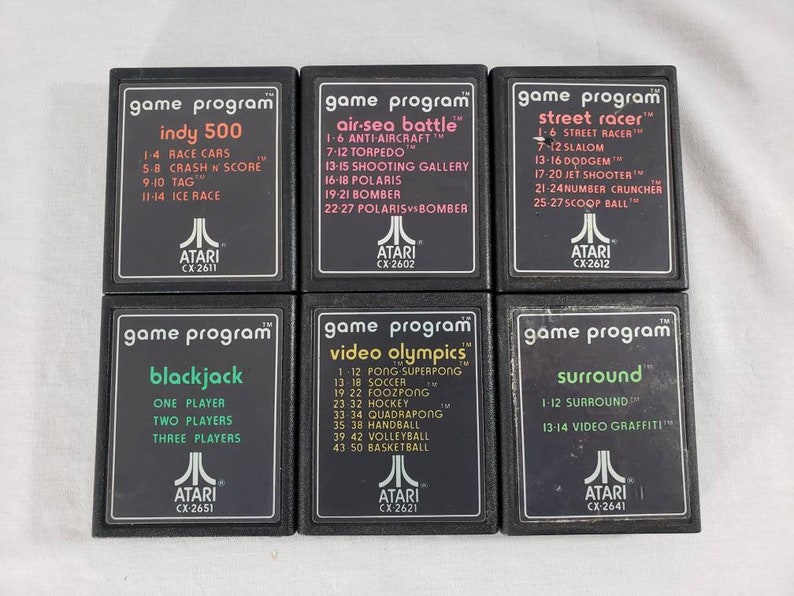 game program™
indy 500
1-4 RACE CARS
5-8 CRASH N' SCORE™
9-10 TAG™
11-14 ICE RACE
ATARI®
CX-2611
game program™
air·sea battle™
1-6 ANTI-AIRCRAFT™
7-12 TORPEDO™
13-15 SHOOTING GALLERY
16-18 POLARIS
19-21 BOMBER
22-27 POLARIS vs BOMBER
ATARI®
CX-2602
game program™
street racer™
1-6 STREET RACER™
7-12 SLALOM
13-16 DODGEM™
17-20 JET SHOOTER™
21-24 NUMBER CRUNCHER
25-27 SCOOP BALL™
ATARI®
CX-2612
game program™
blackjack
ONE PLAYER
TWO PLAYERS
THREE PLAYERS
ATARI®
CX-2651
game program™
video olympics™
1-12 PONG™·SUPERPONG™
13-18 SOCCER
19-22 FOOZPONG™
23-32 HOCKEY
33-34 QUADRAPONG™
35-38 HANDBALL
39-42 VOLLEYBALL
43-50 BASKETBALL
ATARI®
CX-2621
game program™
surround™
1-12 SURROUND™
13-14 VIDEO GRAFFITI™
ATARI®
CX-2641